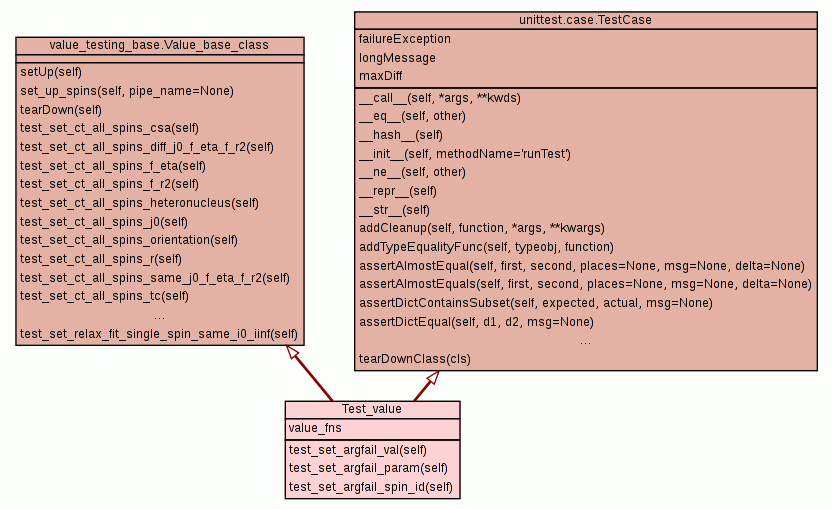 value_testing_base.Value_base_class
setUp(self)
set_up_spins(self, pipe_name=None)
tearDown(self)
test_set_ct_all_spins_csa(self)
test_set_ct_all_spins_diff_j0_f_eta_f_r2(self)
test_set_ct_all_spins_f_eta(self)
test_set_ct_all_spins_f_r2(self)
test_set_ct_all_spins_heteronucleus(self)
test_set_ct_all_spins_j0(self)
test_set_ct_all_spins_orientation(self)
test_set_ct_all_spins_r(self)
test_set_ct_all_spins_same_j0_f_eta_f_r2(self)
test_set_ct_all_spins_tc(self)
...
test_set_relax_fit_single_spin_same_i0_iinf(self)
unittest.case.TestCase
failureException
longMessage
maxDiff
__call__(self, *args, **kwds)
__eq__(self, other)
__hash__(self)
__init__(self, methodName='runTest')
__ne__(self, other)
__repr__(self)
__str__(self)
addCleanup(self, function, *args, **kwargs)
addTypeEqualityFunc(self, typeobj, function)
assertAlmostEqual(self, first, second, places=None, msg=None, delta=None)
assertAlmostEquals(self, first, second, places=None, msg=None, delta=None)
assertDictContainsSubset(self, expected, actual, msg=None)
assertDictEqual(self, d1, d2, msg=None)
...
tearDownClass(cls)
Test_value
value_fns
test_set_argfail_val(self)
test_set_argfail_param(self)
test_set_argfail_spin_id(self)